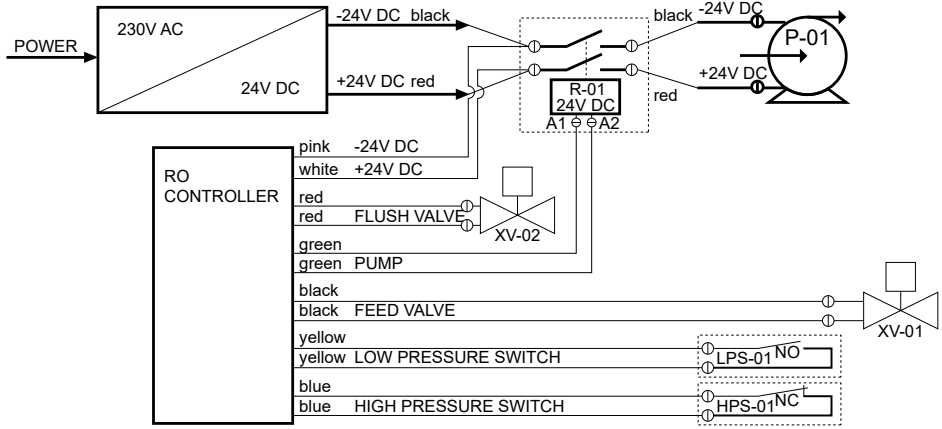 -24V DC black
230V AC
POWER
24V DC
+24V DC red
black
-24V DC
P-01
+24V DC
red
R-01
24V DC
A1 A2
RO
CONTROLLER
pink -24V DC
white +24V DC
red
red FLUSH VALVE
XV-02
green
green PUMP
black
black FEED VALVE
XV-01
yellow
yellow LOW PRESSURE SWITCH
LPS-01 NO
blue
blue HIGH PRESSURE SWITCH
HPS-01 NC